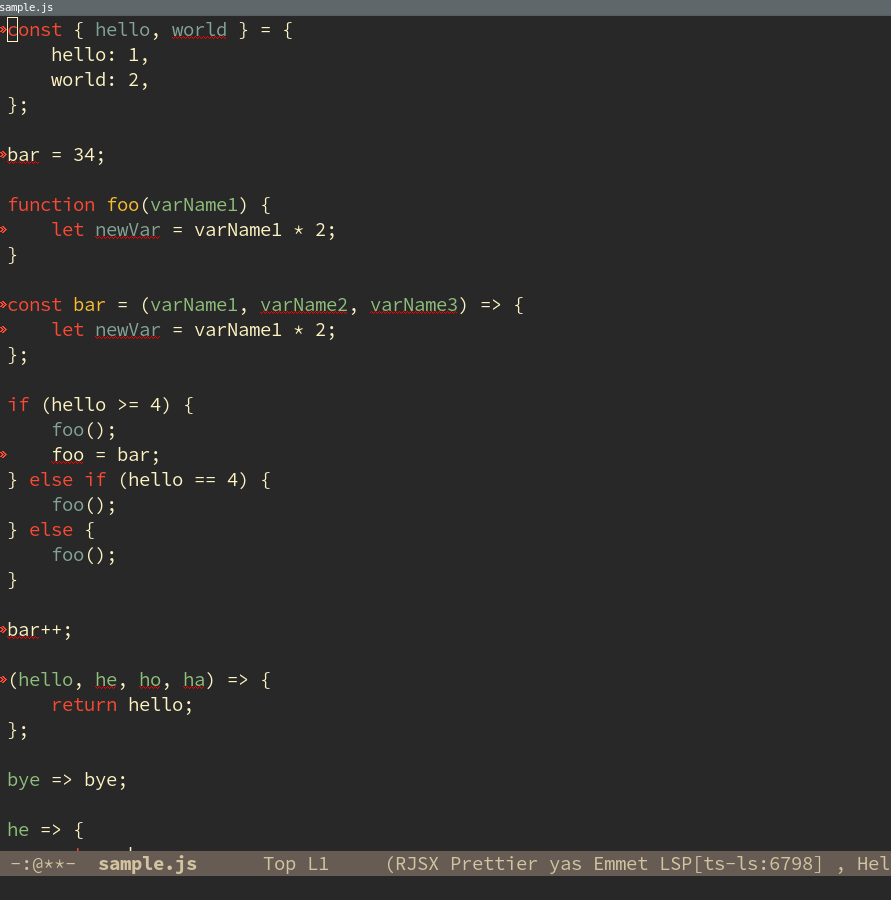 sample.js
const { hello, world } = {
    hello: 1,
    world: 2,
};
bar = 34;
function foo(varName1) {
    let newVar = varName1 * 2;
}
const bar = (varName1, varName2, varName3) => {
    let newVar = varName1 * 2;
};
if (hello >= 4) {
    foo();
    foo = bar;
} else if (hello == 4) {
    foo();
} else {
    foo();
}
bar++;
(hello, he, ho, ha) => {
    return hello;
};
bye => bye;
he => {
-:@**-  sample.js      Top L1     (RJSX Prettier yas Emmet LSP[ts-ls:6798] , Hel